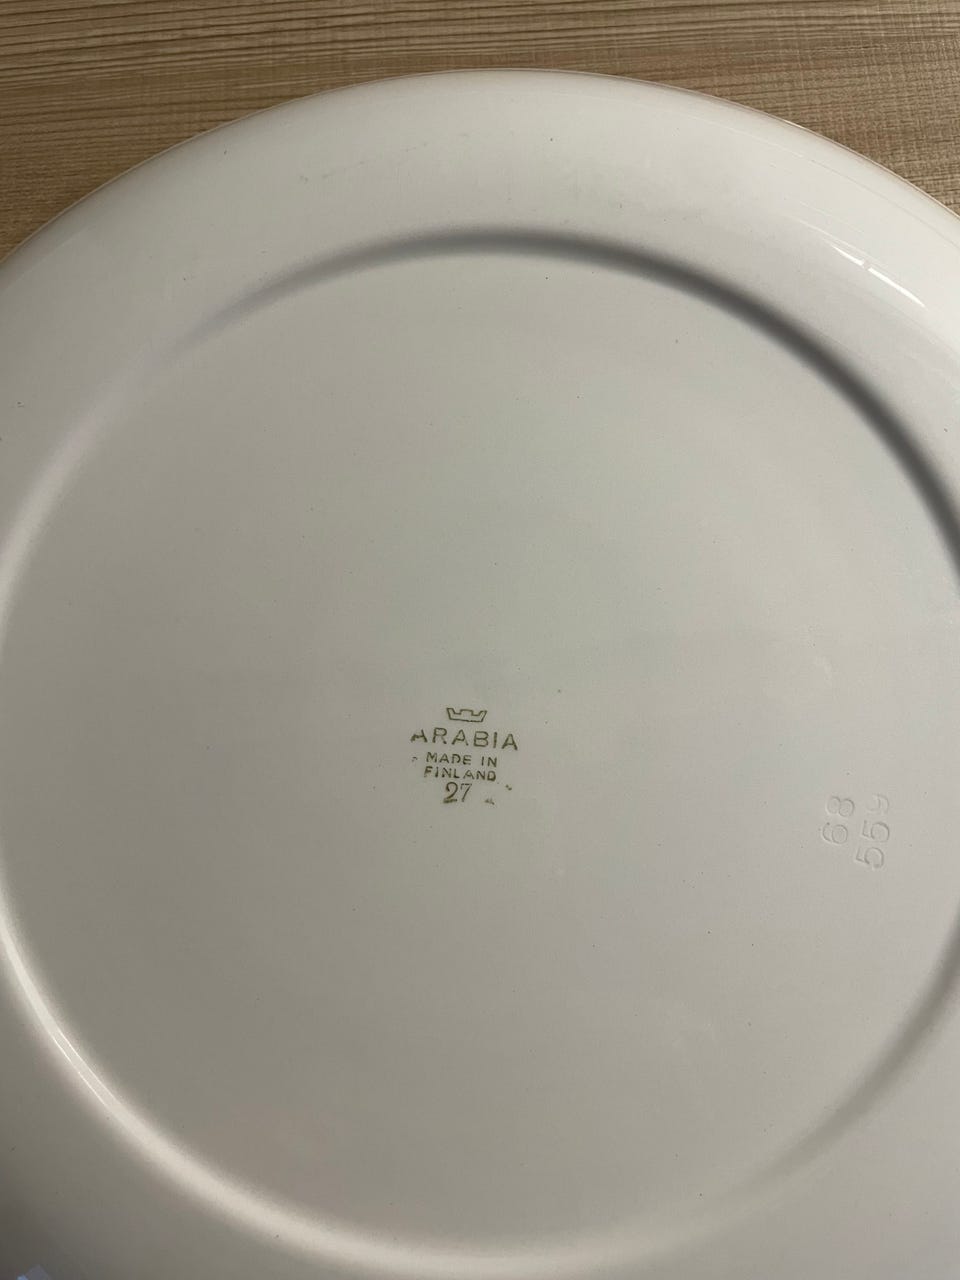 ARABIA
MADE IN
FINLAND
27
68
559